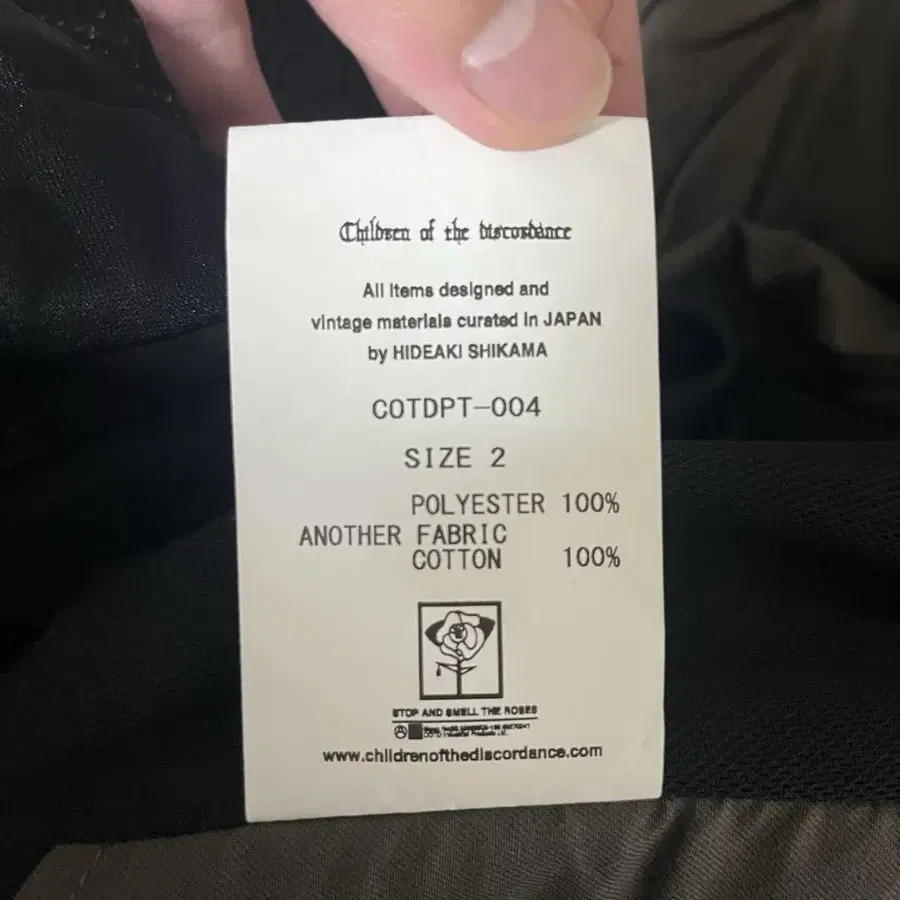 Children of the discordance
All items designed and
vintage materials curated in JAPAN
by HIDEAKI SHIKAMA
COTDPT-004
SIZE 2
POLYESTER 100%
ANOTHER FABRIC
COTTON 100%
STOP AND SMELL THE ROSES
www.childrenofthediscordance.com